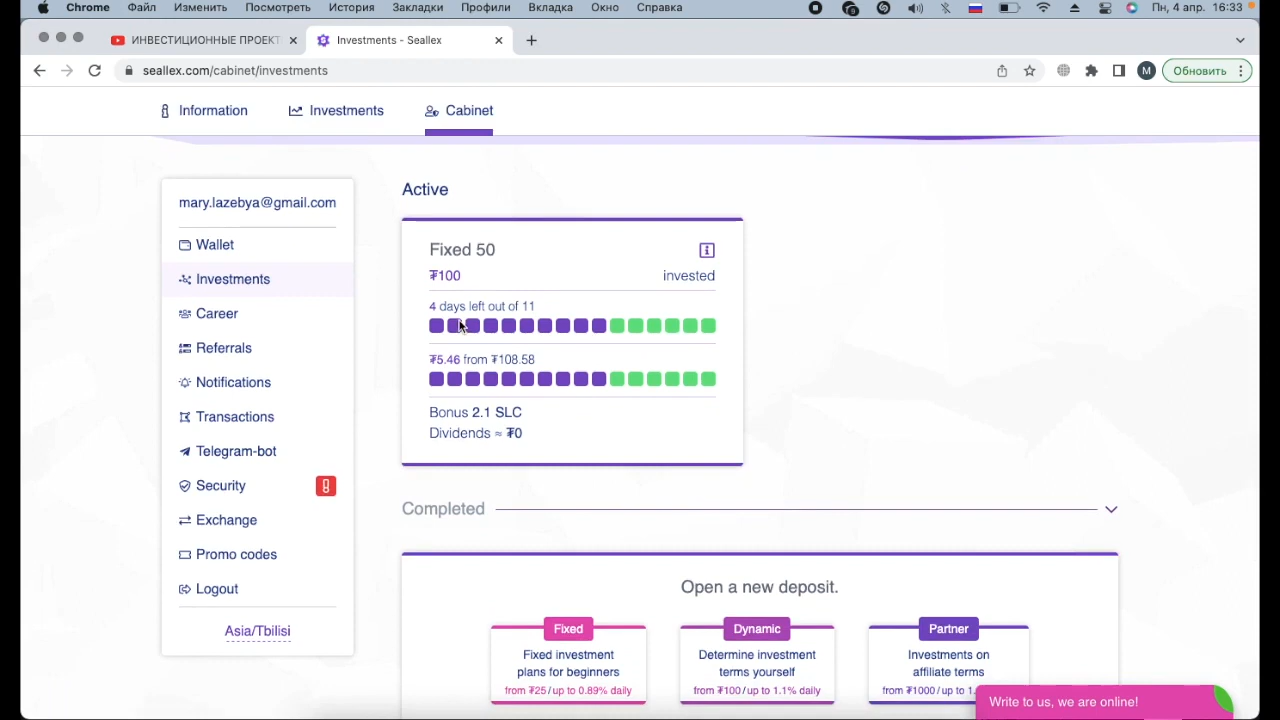 Chrome Файл Изменить Посмотреть История Закладки Профили Вкладка Окно Справка Пн, 4 апр. 16:33
ИНВЕСТИЦИОННЫЕ ПРОЕКТ Investments - Seallex
seallex.com/cabinet/investments M Обновить
Information Investments Cabinet
mary.lazebya@gmail.com
Wallet
Investments
Career
Referrals
Notifications
Transactions
Telegram-bot
Security
Exchange
Promo codes
Logout
Asia/Tbilisi
Active
Fixed 50
₮100 invested
4 days left out of 11
₮5.46 from ₮108.58
Bonus 2.1 SLC
Dividends ≈ ₮0
Completed
Open a new deposit.
Fixed
Fixed investment
plans for beginners
from ₮25/up to 0.89% daily
Dynamic
Determine investment
terms yourself
from ₮100/up to 1.1% daily
Partner
Investments on
affiliate terms
from ₮1000/up to 1.
Write to us, we are online!